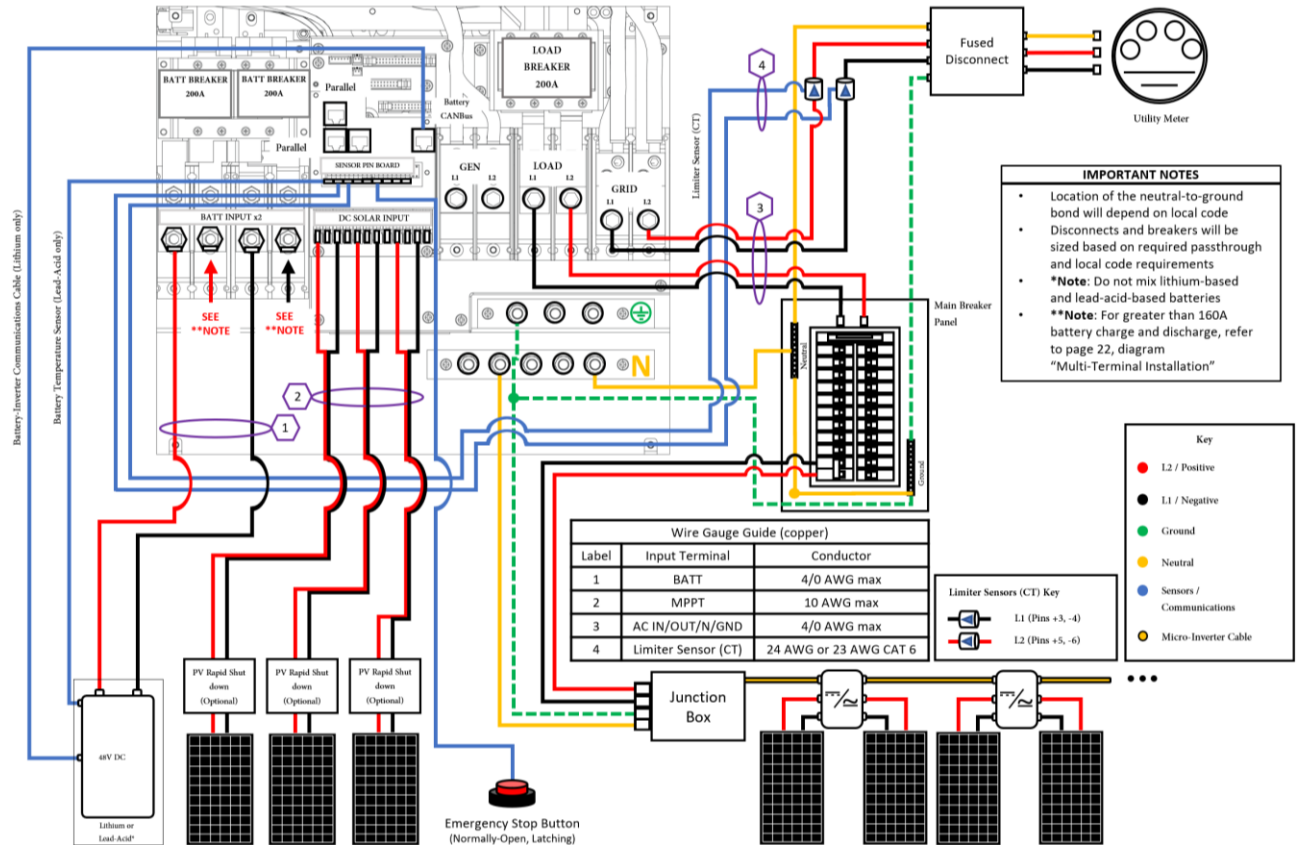 BATT BREAKER
200A
BATT BREAKER
200A
Parallel
Parallel
Battery
CANBus
LOAD
BREAKER
200A
SENSOR PIN BOARD
BATT INPUT x2
DC SOLAR INPUT
GEN
L1
L2
LOAD
L1
L2
GRID
L1
L2
SEE
**NOTE
SEE
**NOTE
N
1
2
3
4
Limiter Sensor (CT)
Battery-Inverter Communications Cable (Lithium only)
Battery Temperature Sensor (Lead-Acid only)
Fused
Disconnect
Utility Meter
IMPORTANT NOTES
• Location of the neutral-to-ground
bond will depend on local code
• Disconnects and breakers will be
sized based on required passthrough
and local code requirements
• *Note: Do not mix lithium-based
and lead-acid-based batteries
• **Note: For greater than 160A
battery charge and discharge, refer
to page 22, diagram
“Multi-Terminal Installation”
Main Breaker
Panel
Neutral
Ground
Key
L2 / Positive
L1 / Negative
Ground
Neutral
Sensors /
Communications
Micro-Inverter Cable
Wire Gauge Guide (copper)
Label Input Terminal Conductor
1 BATT 4/0 AWG max
2 MPPT 10 AWG max
3 AC IN/OUT/N/GND 4/0 AWG max
4 Limiter Sensor (CT) 24 AWG or 23 AWG CAT 6
Limiter Sensors (CT) Key
L1 (Pins +3, -4)
L2 (Pins +5, -6)
PV Rapid Shut
down
(Optional)
PV Rapid Shut
down
(Optional)
PV Rapid Shut
down
(Optional)
Junction
Box
48V DC
Lithium or
Lead-Acid*
Emergency Stop Button
(Normally-Open, Latching)